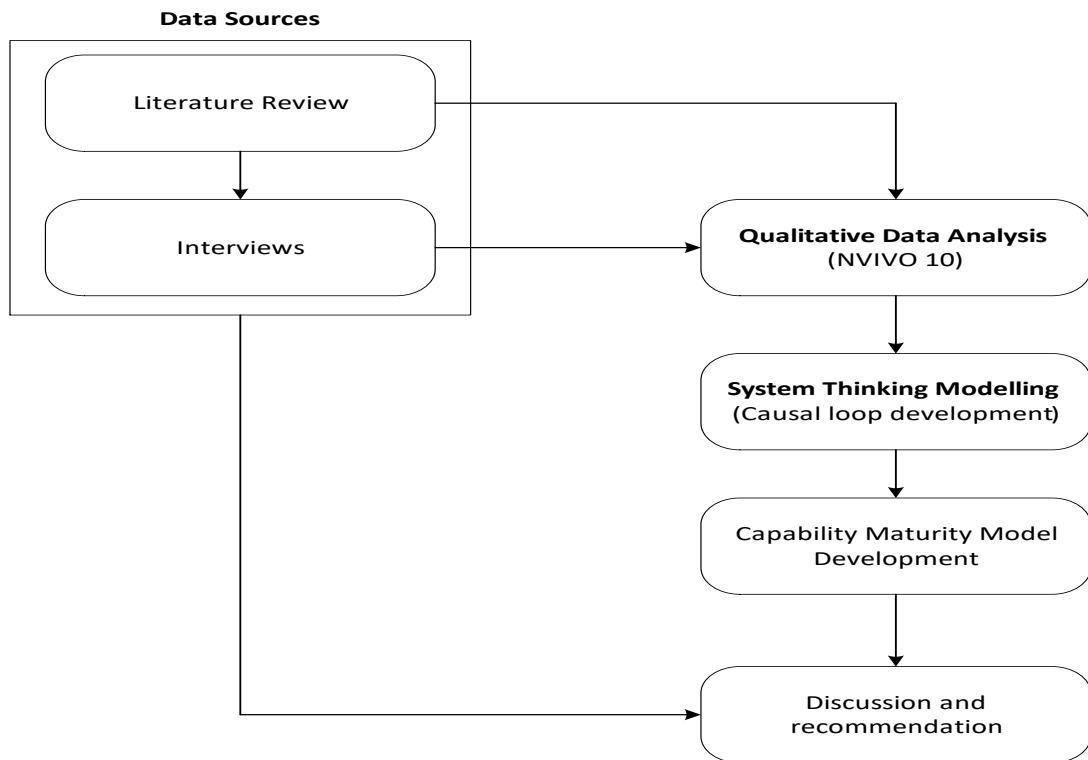 Data Sources
Literature Review
Interviews
Qualitative Data Analysis
(NVIVO 10)
System Thinking Modelling
(Causal loop development)
Capability Maturity Model
Development
Discussion and
recommendation